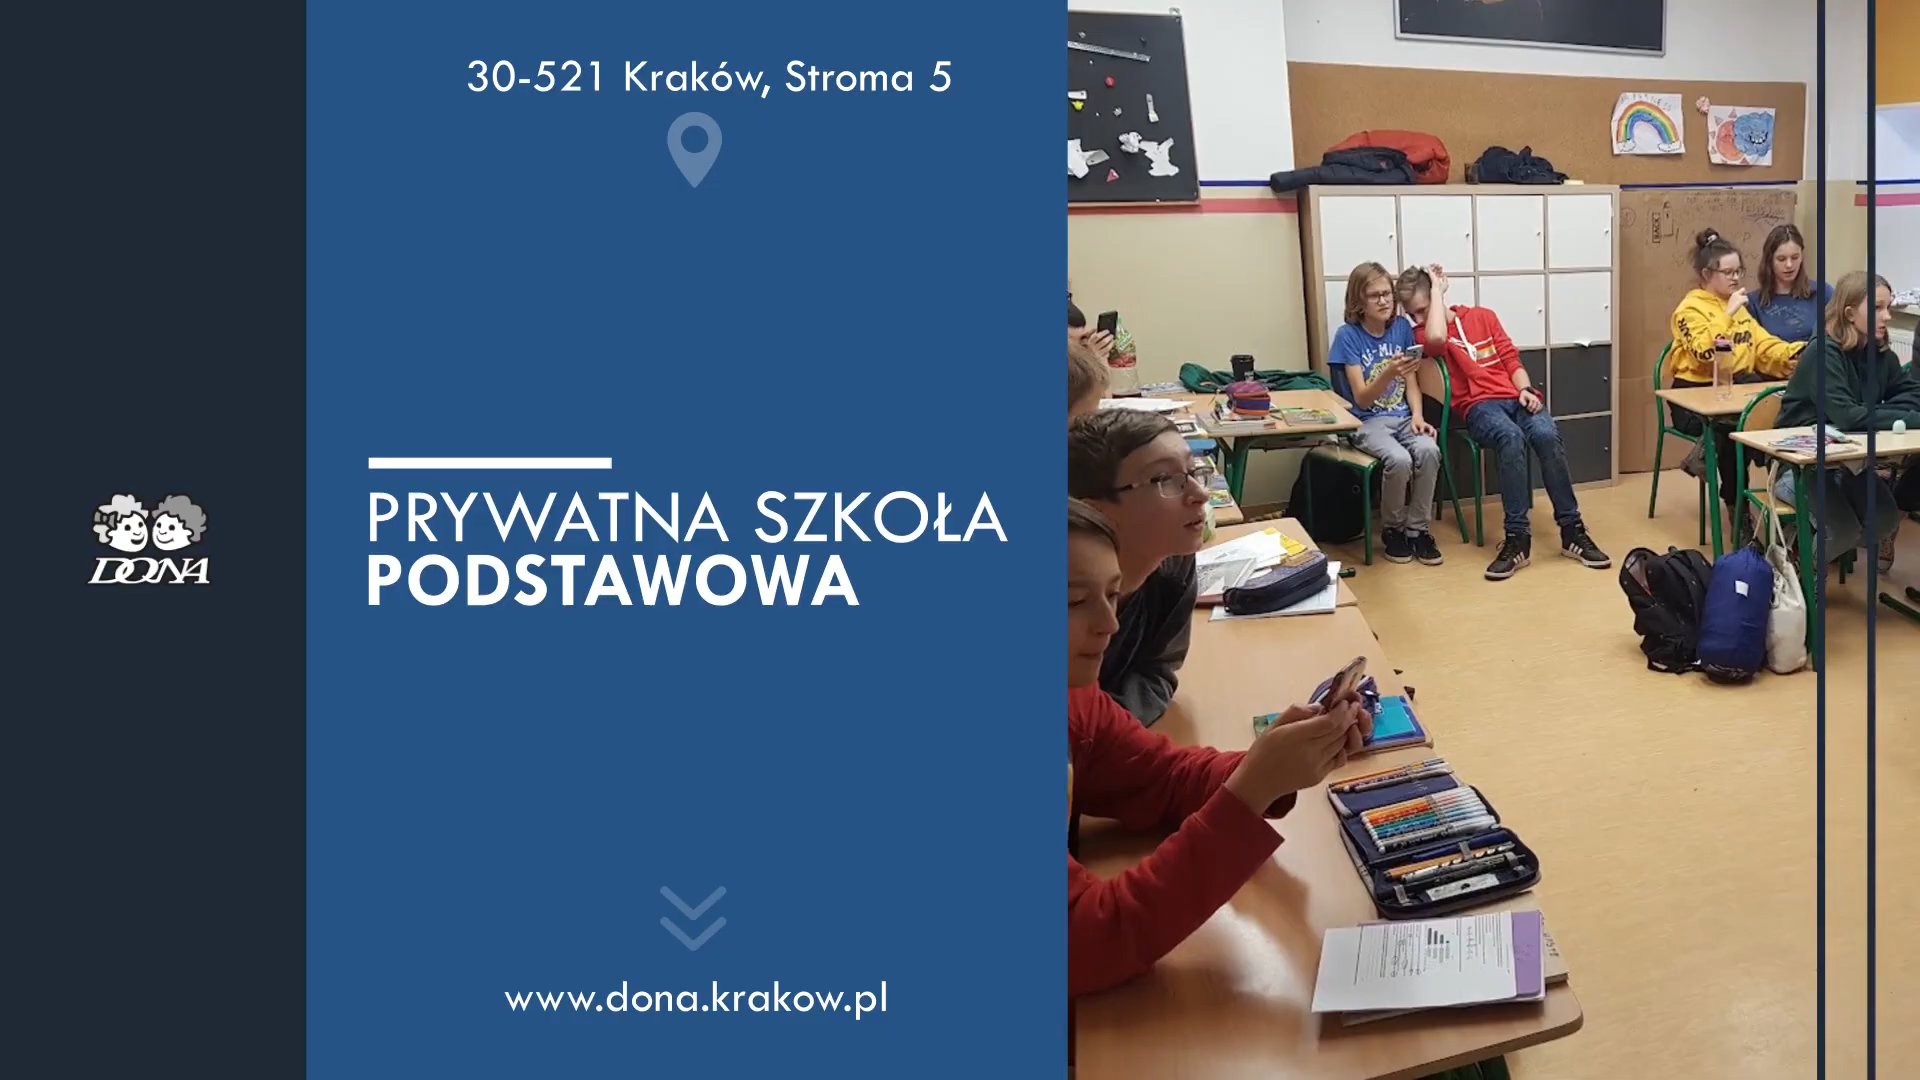 30-521 Kraków, Stroma 5
DONA
PRYWATNA SZKOŁA
PODSTAWOWA
www.dona.krakow.pl